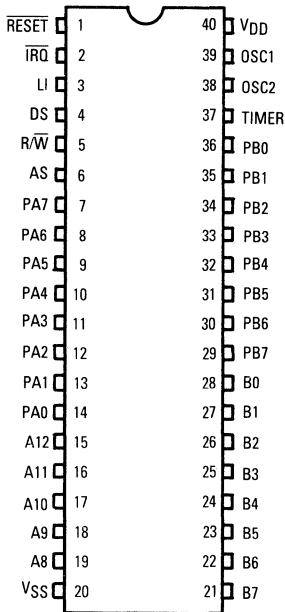 RESET 1 40 VDD
IRQ 2 39 OSC1
LI 3 38 OSC2
DS 4 37 TIMER
R/W 5 36 PB0
AS 6 35 PB1
PA7 7 34 PB2
PA6 8 33 PB3
PA5 9 32 PB4
PA4 10 31 PB5
PA3 11 30 PB6
PA2 12 29 PB7
PA1 13 28 B0
PA0 14 27 B1
A12 15 26 B2
A11 16 25 B3
A10 17 24 B4
A9 18 23 B5
A8 19 22 B6
VSS 20 21 B7